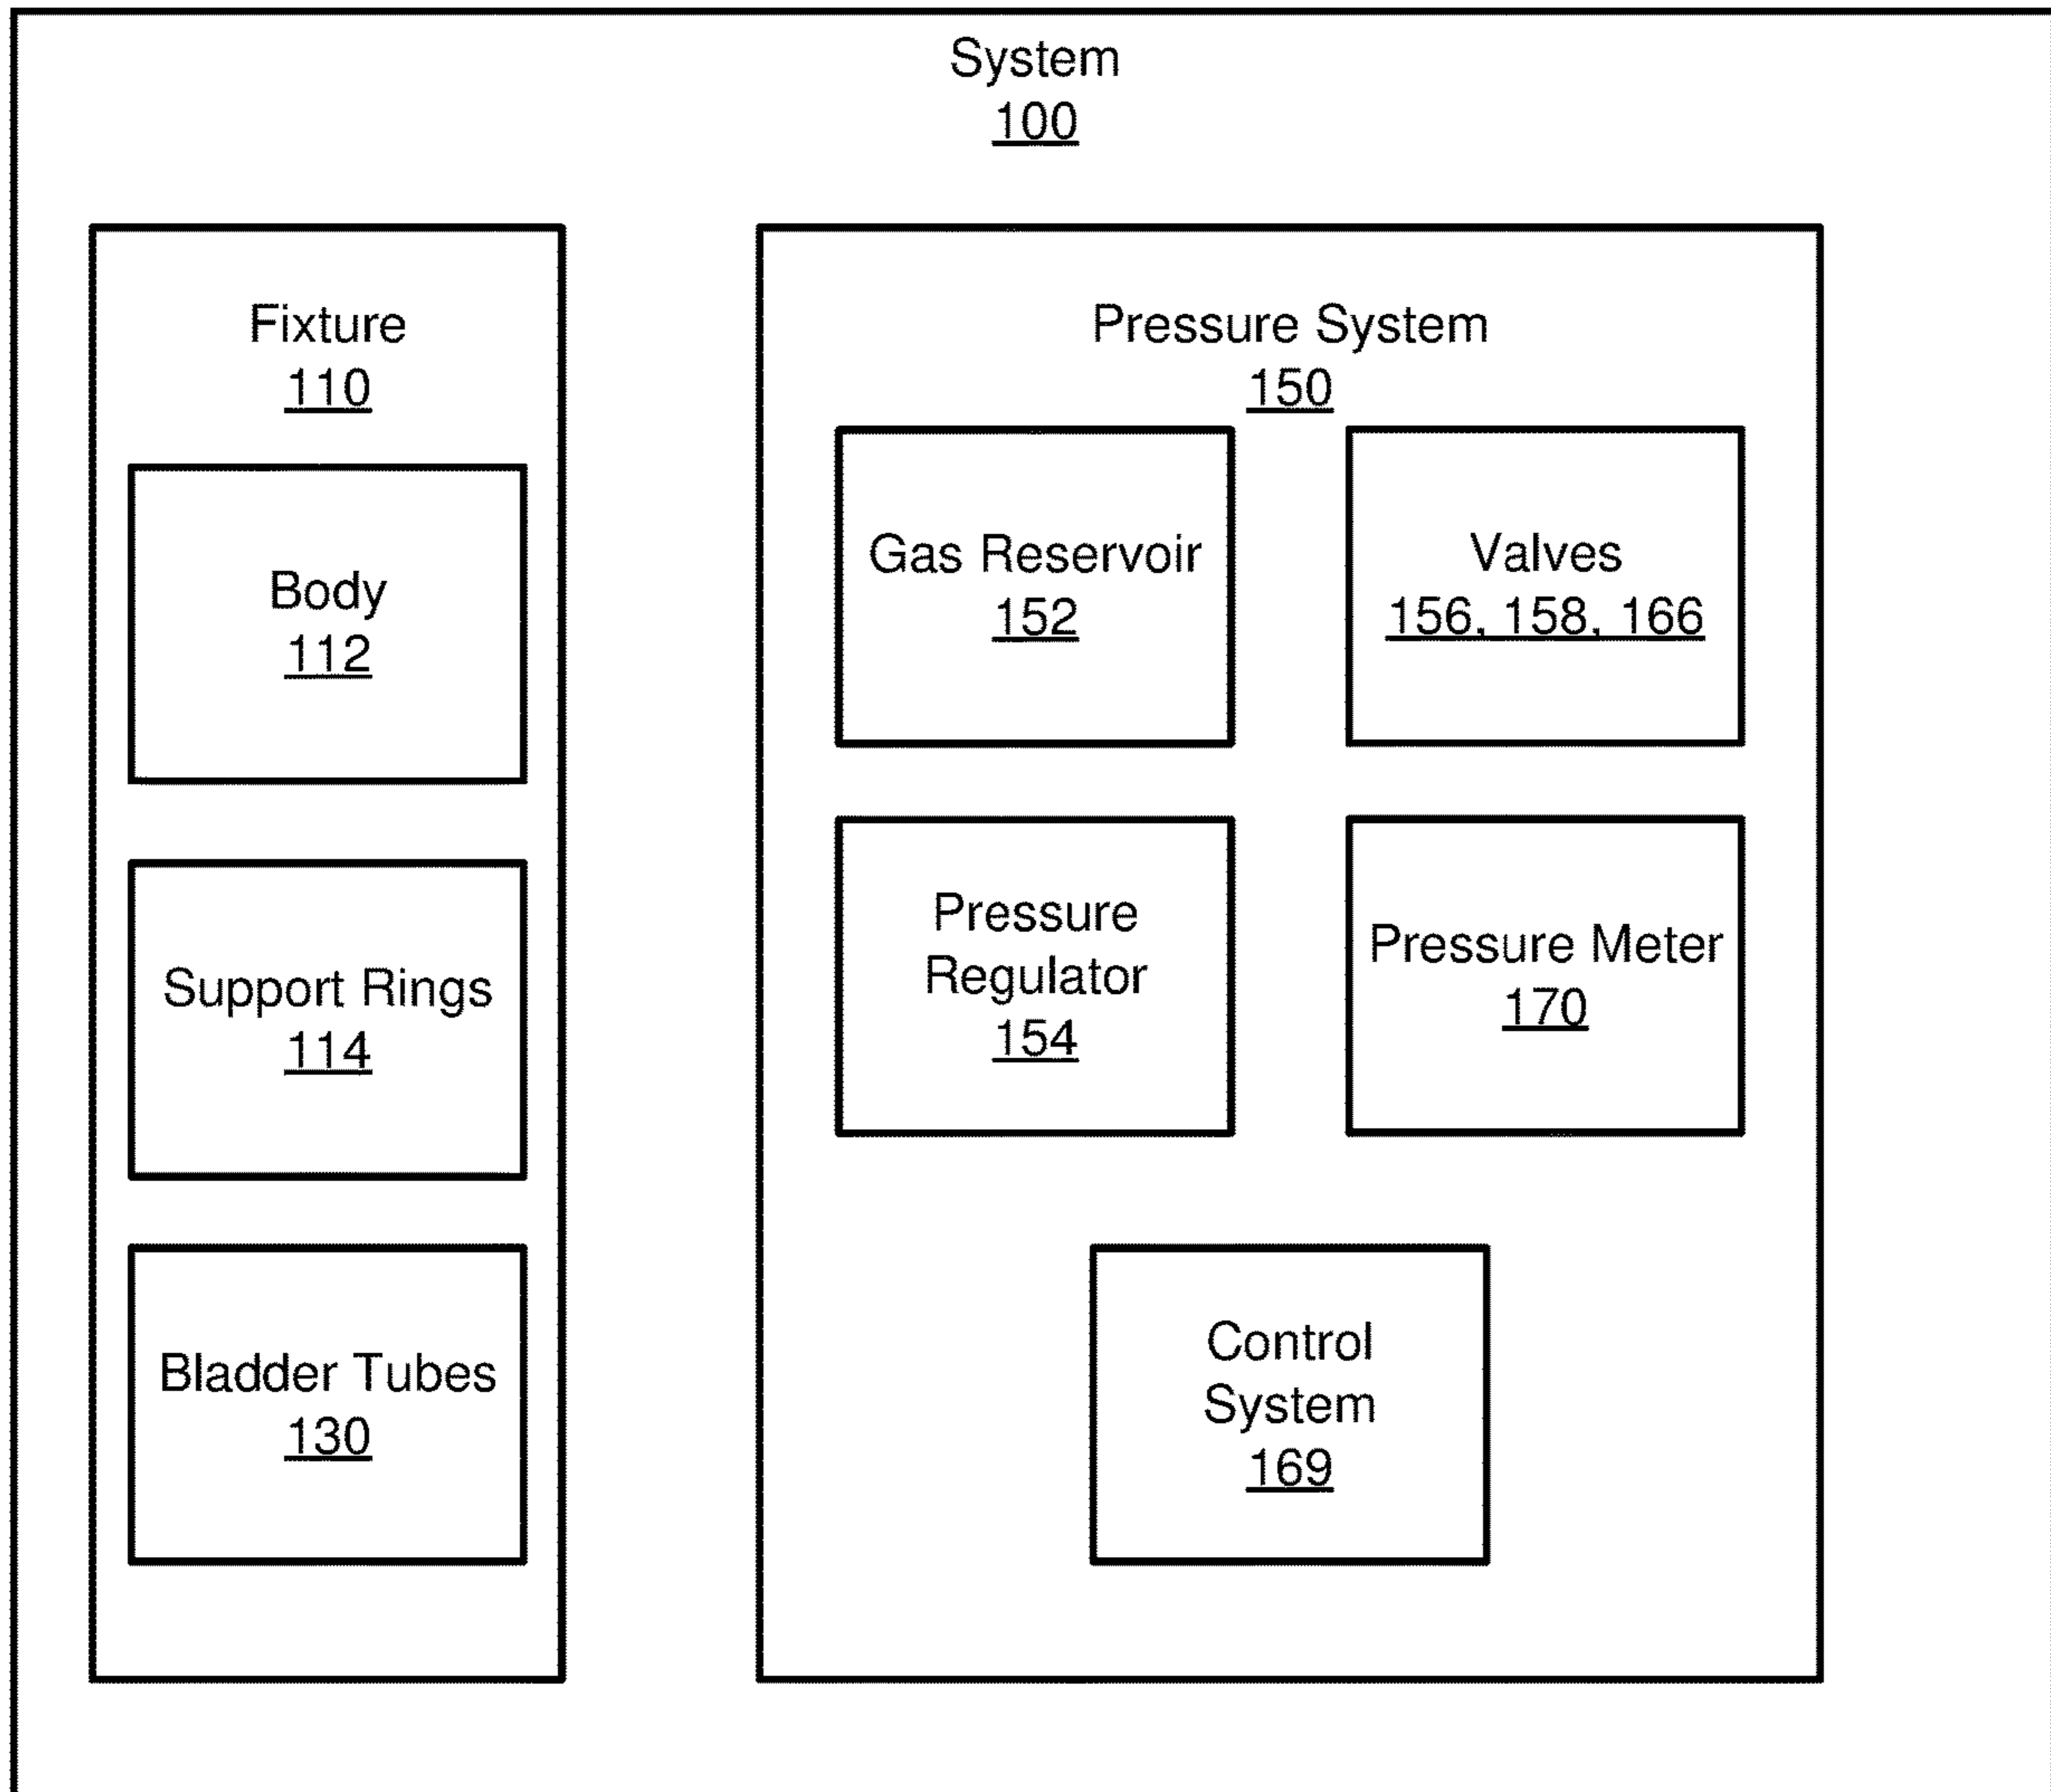 System
100
Fixture
110
Body
112
Support Rings
114
Bladder Tubes
130
Pressure System
150
Gas Reservoir
152
Valves
156, 158, 166
Pressure
Regulator
154
Pressure Meter
170
Control
System
169